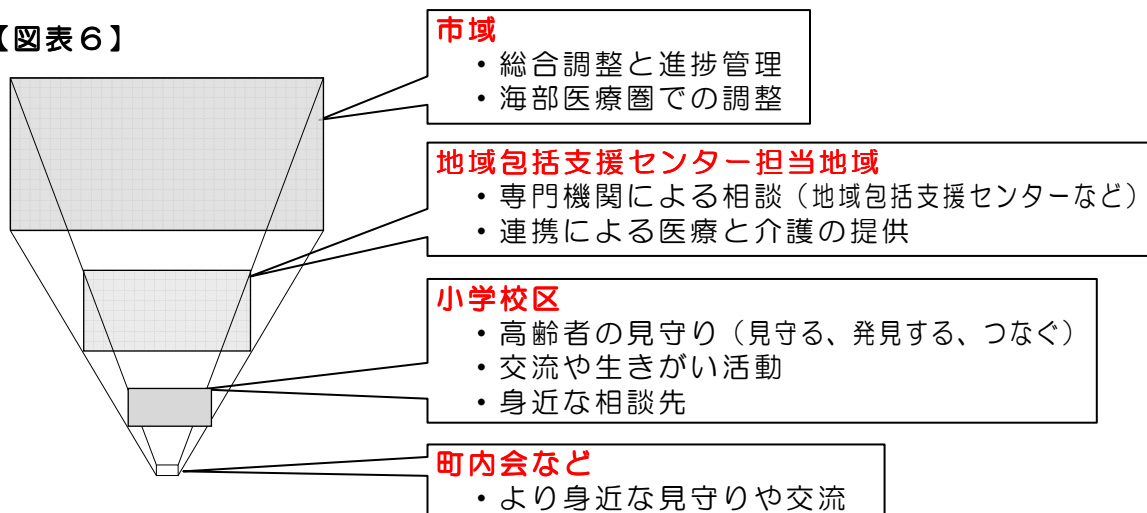 【図表６】
市域
・総合調整と進捗管理
・海部医療圏での調整
地域包括支援センター担当地域
・専門機関による相談（地域包括支援センターなど）
・連携による医療と介護の提供
小学校区
・高齢者の見守り（見守る、発見する、つなぐ）
・交流や生きがい活動
・身近な相談先
町内会など
・より身近な見守りや交流